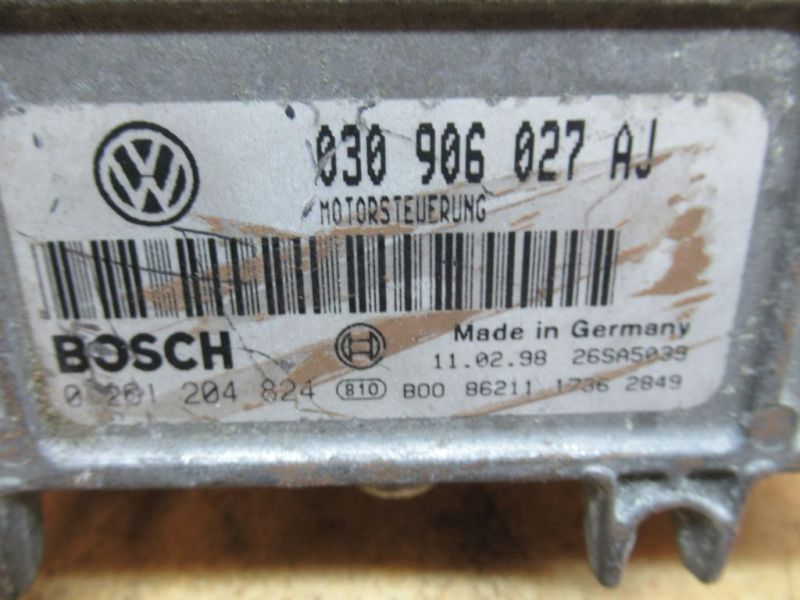 030 906 027 AJ
MOTORSTEUERUNG
BOSCH
Made in Germany
11.02.98 26SA5039
0 261 204 824 810 B00 86211 1736 2849